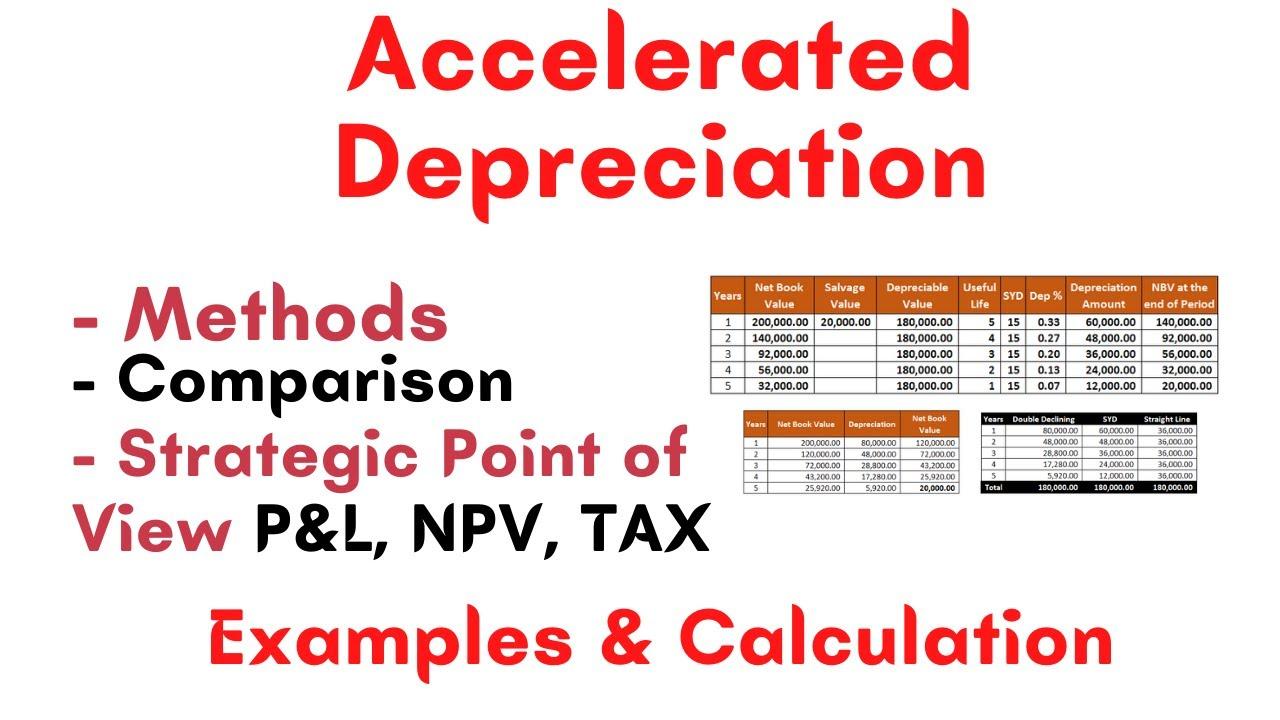 Accelerated
Depreciation
- Methods
- Comparison
- Strategic Point of
View P&L, NPV, TAX
Years Net Book Value Salvage Value Depreciable Value Useful Life SYD Dep % Depreciation Amount NBV at the end of Period
1 200,000.00 20,000.00 180,000.00 5 15 0.33 60,000.00 140,000.00
2 140,000.00 180,000.00 4 15 0.27 48,000.00 92,000.00
3 92,000.00 180,000.00 3 15 0.20 36,000.00 56,000.00
4 56,000.00 180,000.00 2 15 0.13 24,000.00 32,000.00
5 32,000.00 180,000.00 1 15 0.07 12,000.00 20,000.00
Years Net Book Value Depreciation Net Book Value
1 200,000.00 80,000.00 120,000.00
2 120,000.00 48,000.00 72,000.00
3 72,000.00 28,800.00 43,200.00
4 43,200.00 17,280.00 25,920.00
5 25,920.00 5,920.00 20,000.00
Years Double Declining SYD Straight Line
1 80,000.00 60,000.00 36,000.00
2 48,000.00 48,000.00 36,000.00
3 28,800.00 36,000.00 36,000.00
4 17,280.00 24,000.00 36,000.00
5 5,920.00 12,000.00 36,000.00
Total 180,000.00 180,000.00 180,000.00
Examples & Calculation